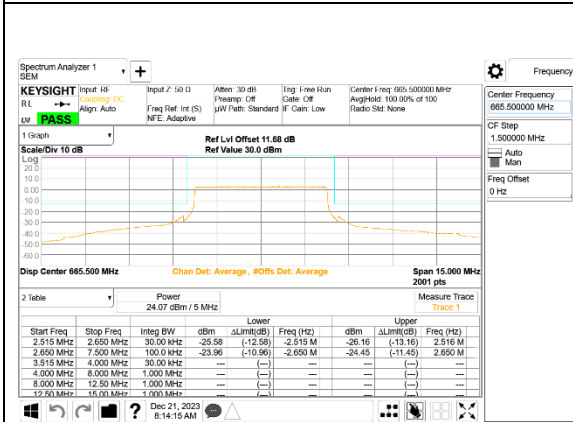 Spectrum Analyzer 1
SEM
+
Frequency
KEYSIGHT Input: RF Input Z: 50 Ω Atten: 30 dB Trig: Free Run Center Freq: 665.500000 MHz
RL Coupling: DC Preamp: Off Gate: Off Avg|Hold: 100.00% of 100
Align: Auto Freq Ref: Int (S) µW Path: Standard IF Gain: Low Radio Std: None
PASS NFE: Adaptive
Center Frequency
665.500000 MHz
CF Step
1.500000 MHz
Auto
Man
Freq Offset
0 Hz
1 Graph
Scale/Div 10 dB
Ref Lvl Offset 11.68 dB
Ref Value 30.0 dBm
Log
20.0
10.0
0.00
-10.0
-20.0
-30.0
-40.0
-50.0
-60.0
Disp Center 665.500 MHz Chan Det: Average, #Offs Det: Average Span 15.000 MHz
2001 pts
2 Table Power Measure Trace
24.07 dBm / 5 MHz Trace 1
Lower Upper
Start Freq Stop Freq Integ BW dBm ΔLimit(dB) Freq (Hz) dBm ΔLimit(dB) Freq (Hz)
2.515 MHz 2.650 MHz 30.00 kHz -25.58 (-12.58) -2.515 M -26.16 (-13.16) 2.516 M
2.650 MHz 7.500 MHz 100.0 kHz -23.96 (-10.96) -2.650 M -24.45 (-11.45) 2.650 M
3.515 MHz 4.000 MHz 30.00 kHz --- (---) --- --- (---) ---
4.000 MHz 8.000 MHz 1.000 MHz --- (---) --- --- (---) ---
8.000 MHz 12.50 MHz 1.000 MHz --- (---) --- --- (---) ---
12.50 MHz 15.00 MHz 1.000 MHz --- (---) --- --- (---) ---
?
Dec 21, 2023
8:14:15 AM